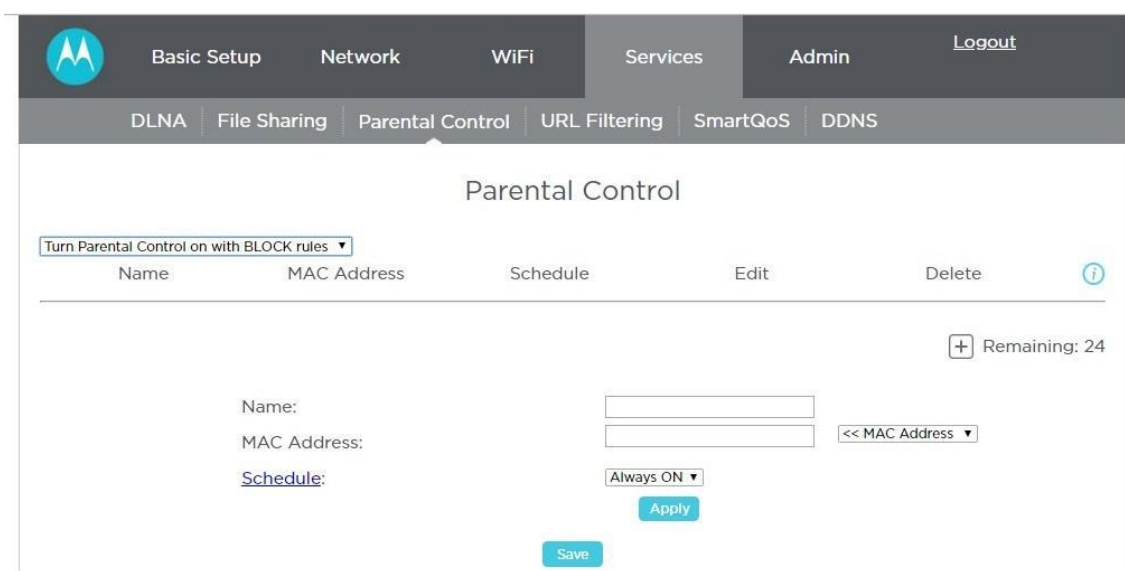 Basic Setup Network WiFi Services Admin Logout
DLNA File Sharing Parental Control URL Filtering SmartQoS DDNS
Parental Control
Turn Parental Control on with BLOCK rules ▼
Name MAC Address Schedule Edit Delete i
+ Remaining: 24
Name:
MAC Address: << MAC Address ▼
Schedule: Always ON ▼
Apply
Save